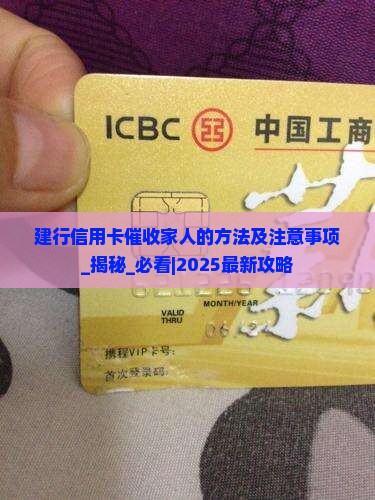 ICBC 中国工商
建行信用卡催收家人的方法及注意事项
_揭秘_必看|2025最新攻略
MONTH/YEAR
VALID
THRU
携程VIP卡号:
首次登录码: